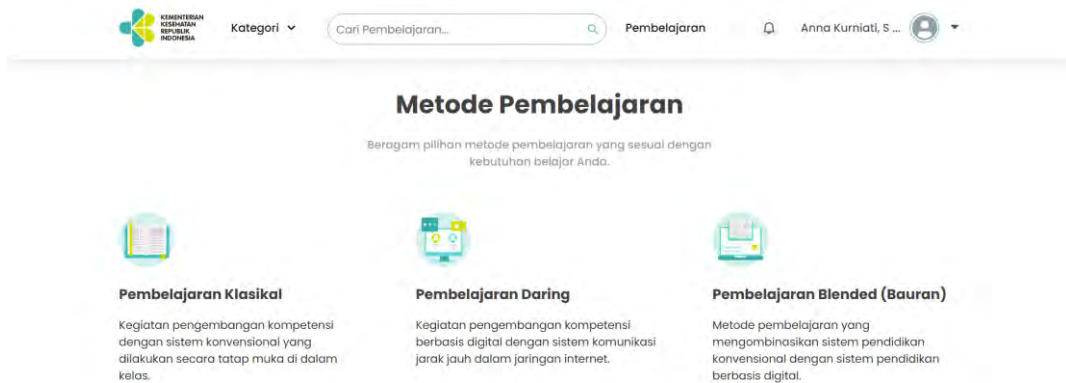 KEMENTERIAN
KESEHATAN
REPUBLIK
INDONESIA
Kategori
Cari Pembelajaran...
Pembelajaran
Anna Kurniati, S ...
Metode Pembelajaran
Beragam pilihan metode pembelajaran yang sesuai dengan
kebutuhan belajar Anda.
Pembelajaran Klasikal
Kegiatan pengembangan kompetensi
dengan sistem konvensional yang
dilakukan secara tatap muka di dalam
kelas.
Pembelajaran Daring
Kegiatan pengembangan kompetensi
berbasis digital dengan sistem komunikasi
jarak jauh dalam jaringan internet.
Pembelajaran Blended (Bauran)
Metode pembelajaran yang
mengombinasikan sistem pendidikan
konvensional dengan sistem pendidikan
berbasis digital.